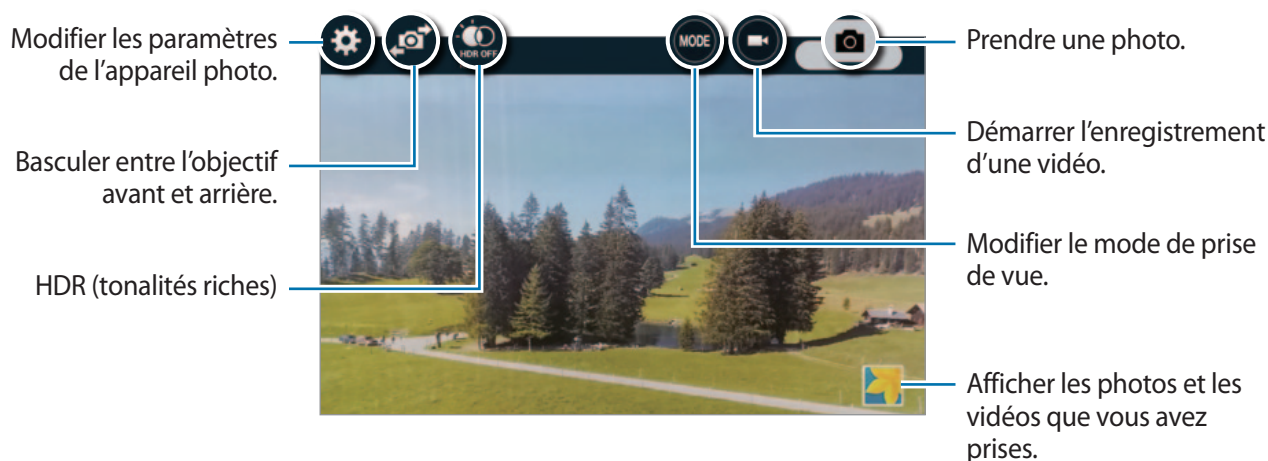 Modifier les paramètres
de l’appareil photo.
Basculer entre l’objectif
avant et arrière.
HDR (tonalités riches)
HDR OFF
MODE
Prendre une photo.
Démarrer l’enregistrement
d’une vidéo.
Modifier le mode de prise
de vue.
Afficher les photos et les
vidéos que vous avez
prises.